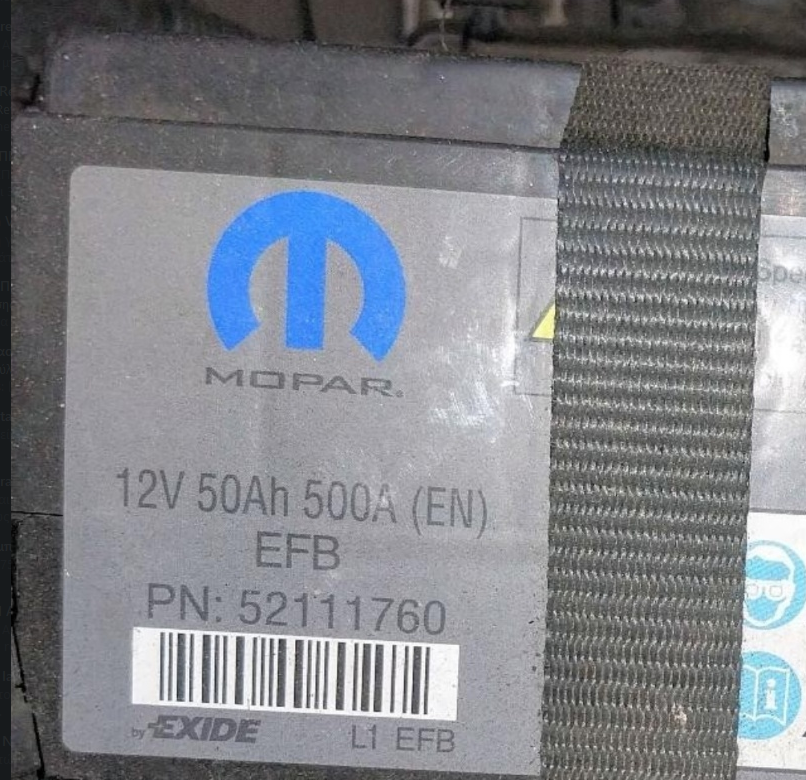 MOPAR.
12V 50Ah 500A (EN)
EFB
PN: 52111760
by EXIDE
L1 EFB